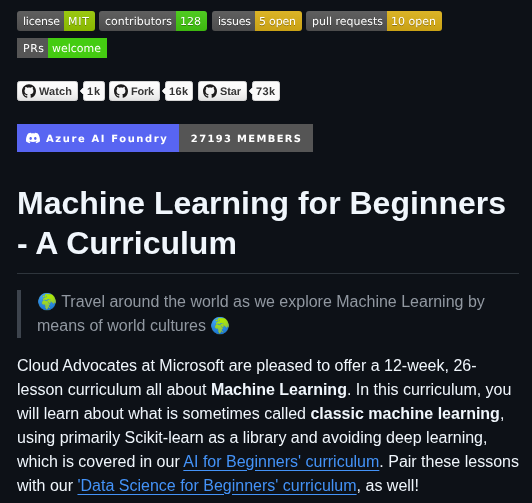 license MIT contributors 128 issues 5 open pull requests 10 open
PRs welcome
Watch 1k Fork 16k Star 73k
Azure AI Foundry 27193 MEMBERS
Machine Learning for Beginners
- A Curriculum
🌍 Travel around the world as we explore Machine Learning by
means of world cultures 🌍
Cloud Advocates at Microsoft are pleased to offer a 12-week, 26-
lesson curriculum all about Machine Learning. In this curriculum, you
will learn about what is sometimes called classic machine learning,
using primarily Scikit-learn as a library and avoiding deep learning,
which is covered in our AI for Beginners' curriculum. Pair these lessons
with our 'Data Science for Beginners' curriculum, as well!